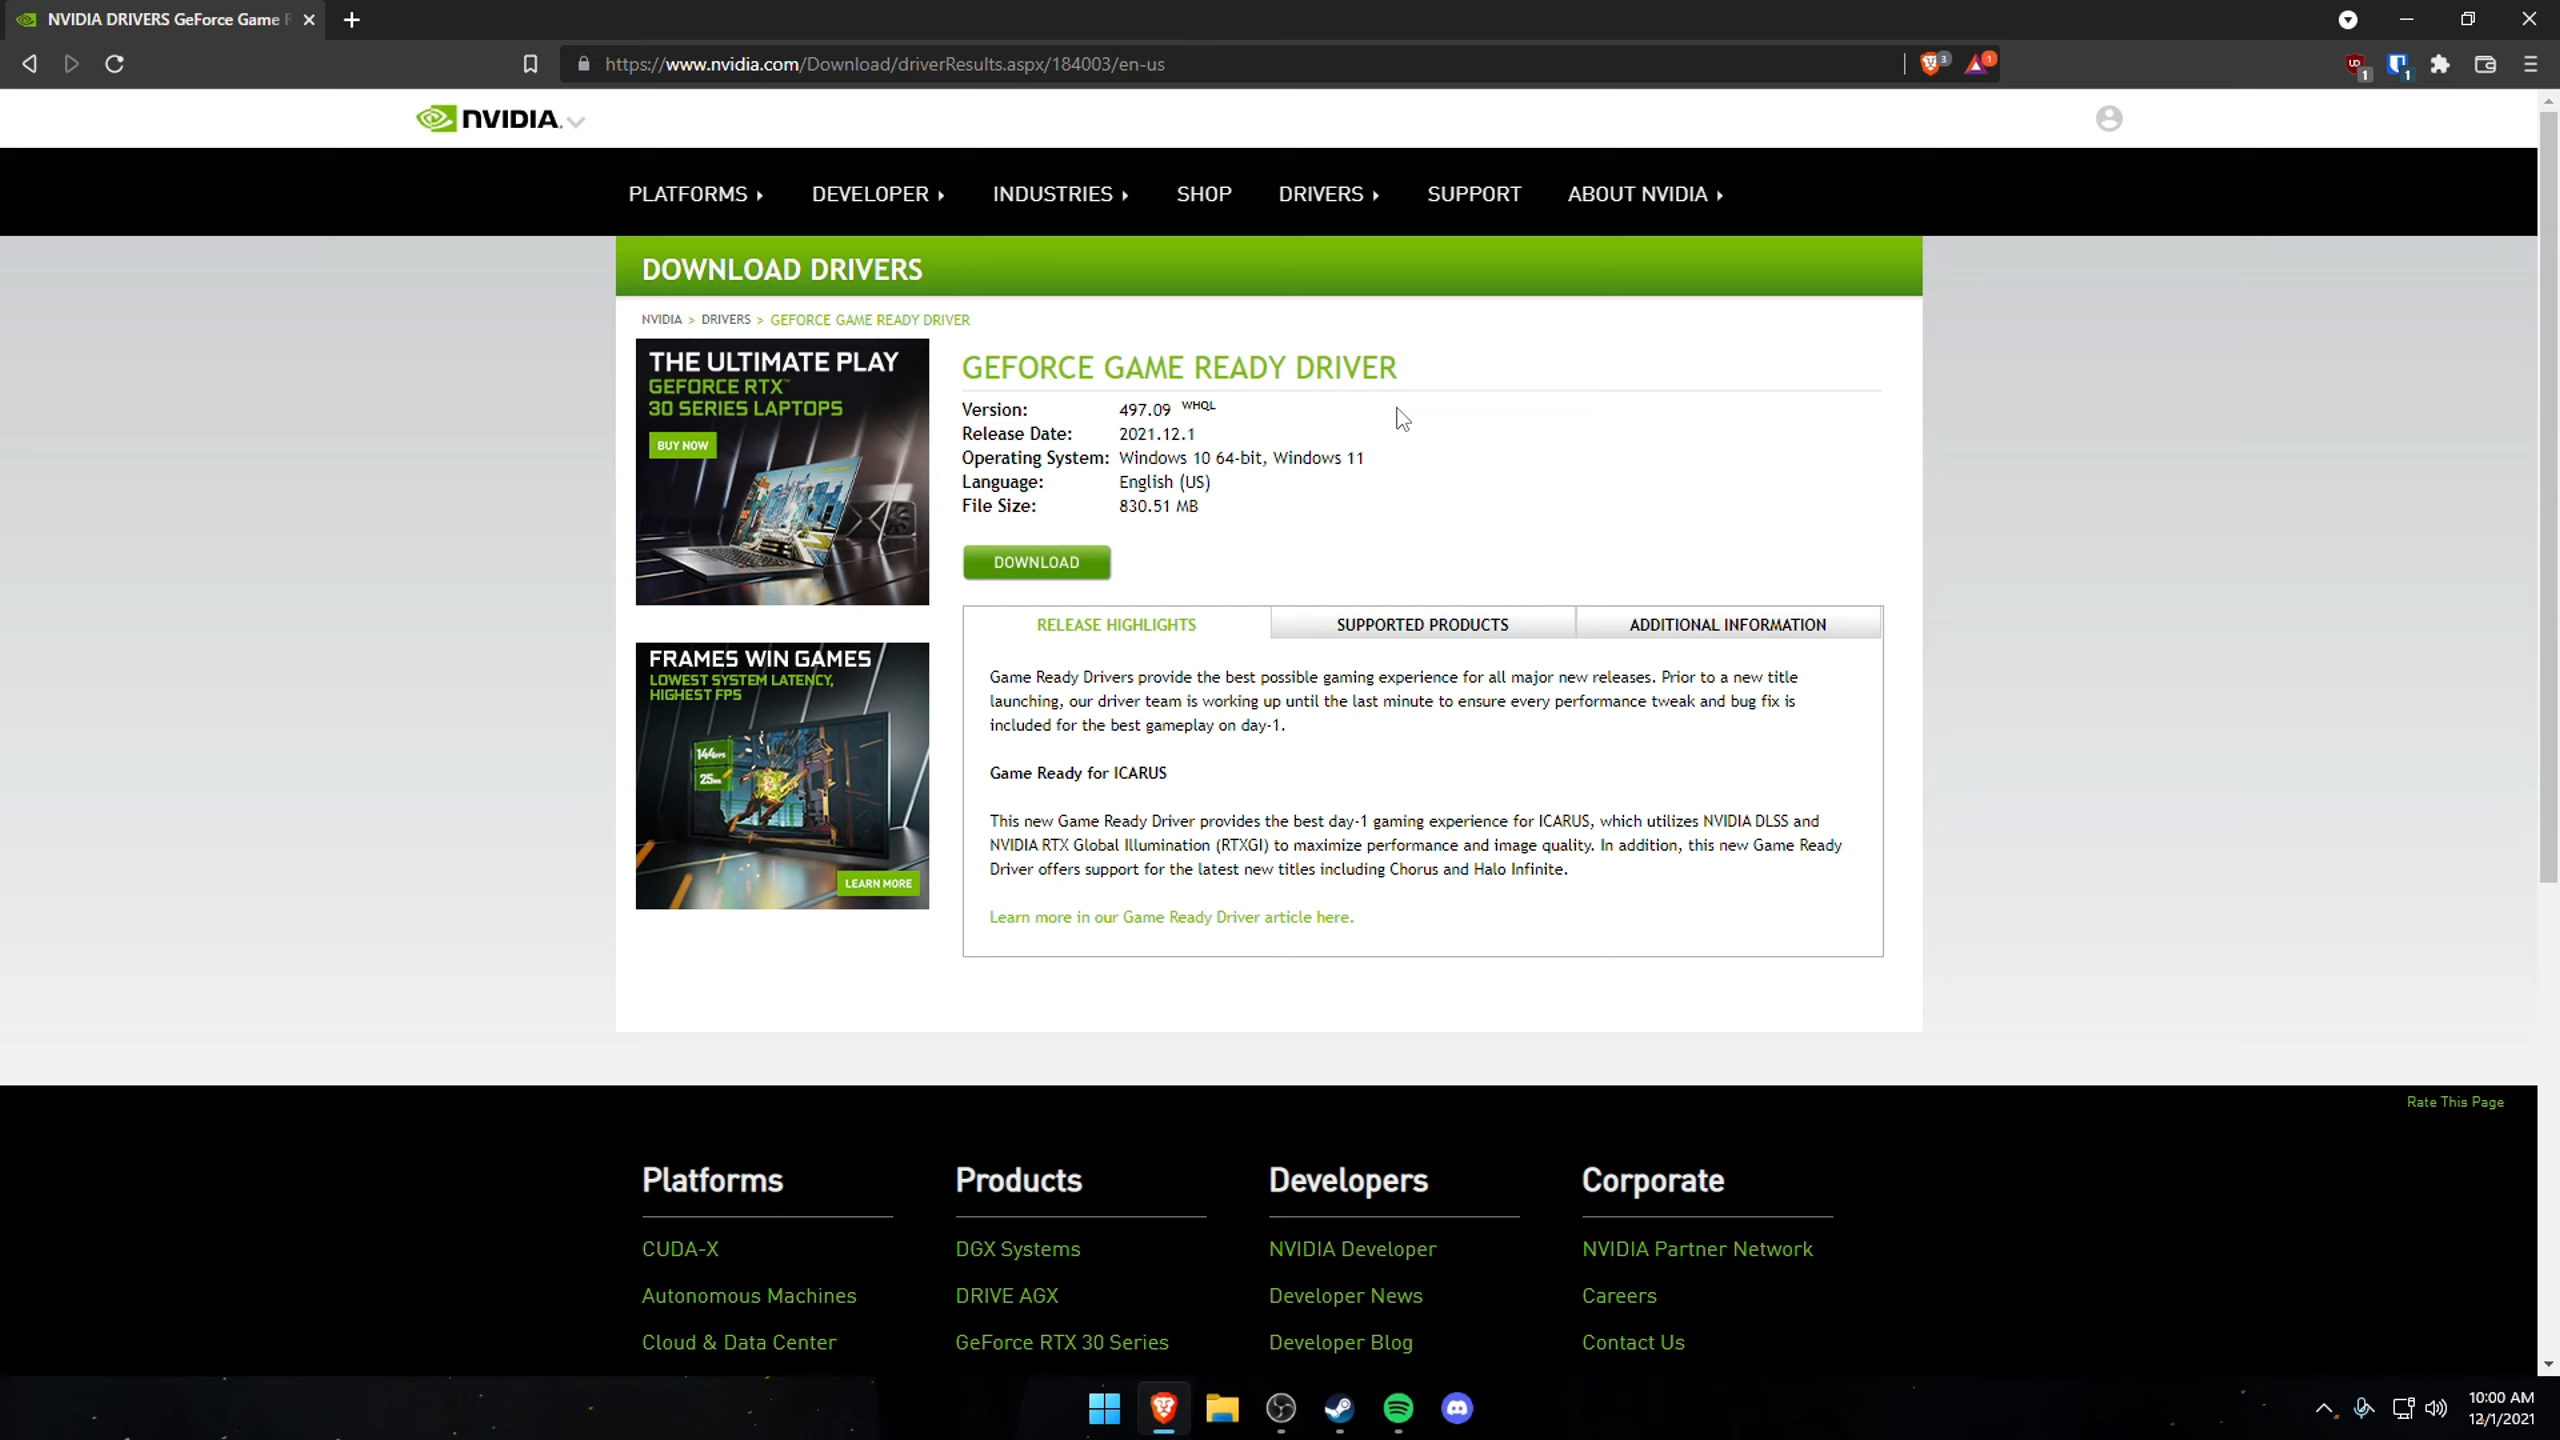 NVIDIA DRIVERS GeForce Game R
https://www.nvidia.com/Download/driverResults.aspx/184003/en-us
3
1
UD
1
1
NVIDIA.
PLATFORMS
DEVELOPER
INDUSTRIES
SHOP
DRIVERS
SUPPORT
ABOUT NVIDIA
DOWNLOAD DRIVERS
NVIDIA > DRIVERS > GEFORCE GAME READY DRIVER
THE ULTIMATE PLAY
GEFORCE RTX™
30 SERIES LAPTOPS
BUY NOW
FRAMES WIN GAMES
LOWEST SYSTEM LATENCY,
HIGHEST FPS
LEARN MORE
GEFORCE GAME READY DRIVER
Version: 497.09 WHQL
Release Date: 2021.12.1
Operating System: Windows 10 64-bit, Windows 11
Language: English (US)
File Size: 830.51 MB
DOWNLOAD
RELEASE HIGHLIGHTS
SUPPORTED PRODUCTS
ADDITIONAL INFORMATION
Game Ready Drivers provide the best possible gaming experience for all major new releases. Prior to a new title
launching, our driver team is working up until the last minute to ensure every performance tweak and bug fix is
included for the best gameplay on day-1.
Game Ready for ICARUS
This new Game Ready Driver provides the best day-1 gaming experience for ICARUS, which utilizes NVIDIA DLSS and
NVIDIA RTX Global Illumination (RTXGI) to maximize performance and image quality. In addition, this new Game Ready
Driver offers support for the latest new titles including Chorus and Halo Infinite.
Learn more in our Game Ready Driver article here.
Rate This Page
Platforms
CUDA-X
Autonomous Machines
Cloud & Data Center
Products
DGX Systems
DRIVE AGX
GeForce RTX 30 Series
Developers
NVIDIA Developer
Developer News
Developer Blog
Corporate
NVIDIA Partner Network
Careers
Contact Us
10:00 AM
12/1/2021